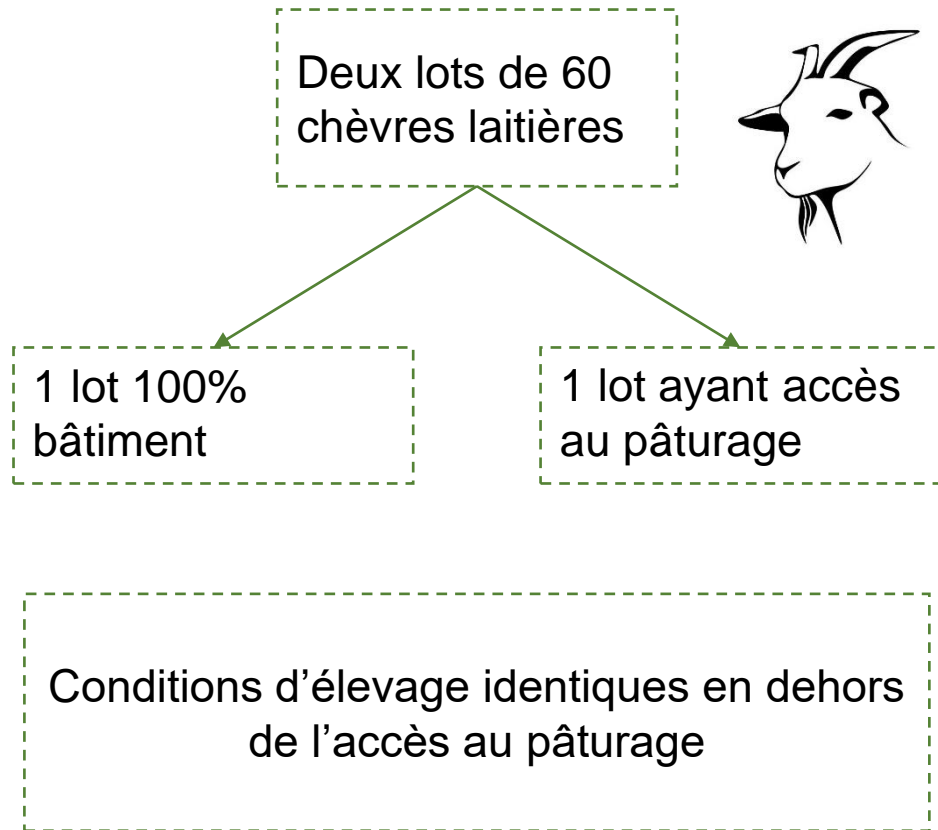 Deux lots de 60
chèvres laitières
1 lot 100%
bâtiment
1 lot ayant accès
au pâturage
Conditions d’élevage identiques en dehors
de l’accès au pâturage